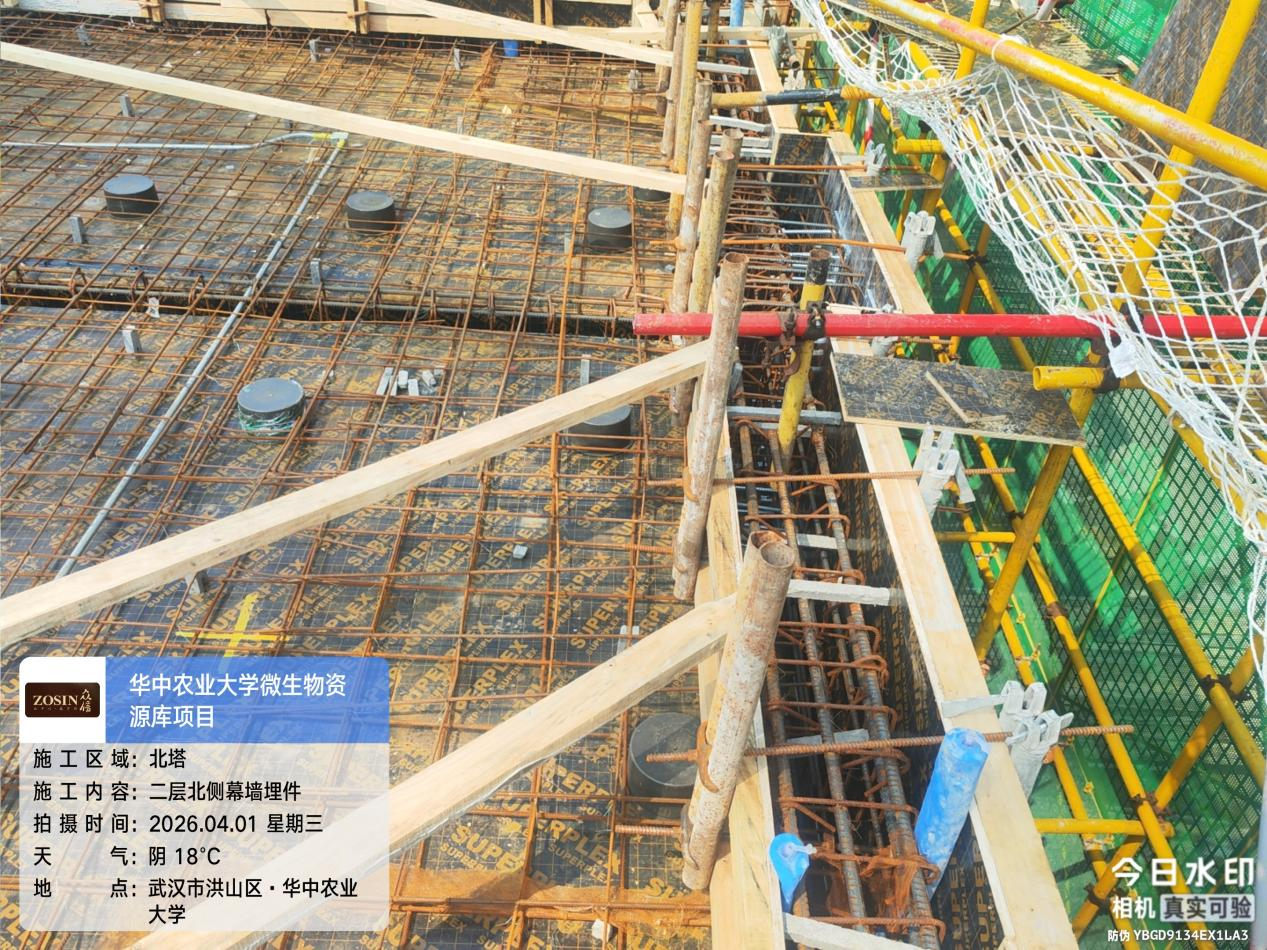 ZOSIN 众信
华中农业大学微生物资
源库项目
施工区域：北塔
施工内容：二层北侧幕墙埋件
拍摄时间：2026.04.01 星期三
天气：阴 18°C
地点：武汉市洪山区·华中农业
大学
今日水印
相机 真实可验
防伪 YBGD9134EX1LA3
SUPERPLEX